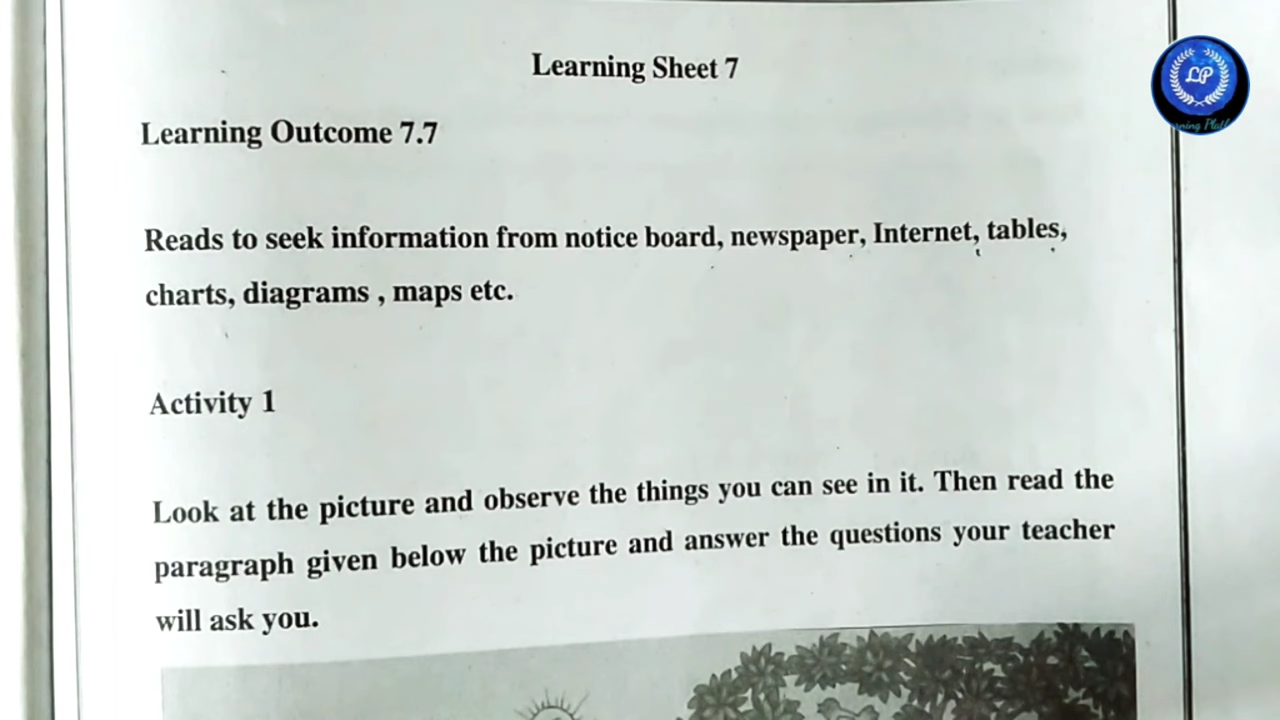 Learning Sheet 7
LP
Learning Outcome 7.7
Reads to seek information from notice board, newspaper, Internet, tables,
charts, diagrams , maps etc.
Activity 1
Look at the picture and observe the things you can see in it. Then read the
paragraph given below the picture and answer the questions your teacher
will ask you.